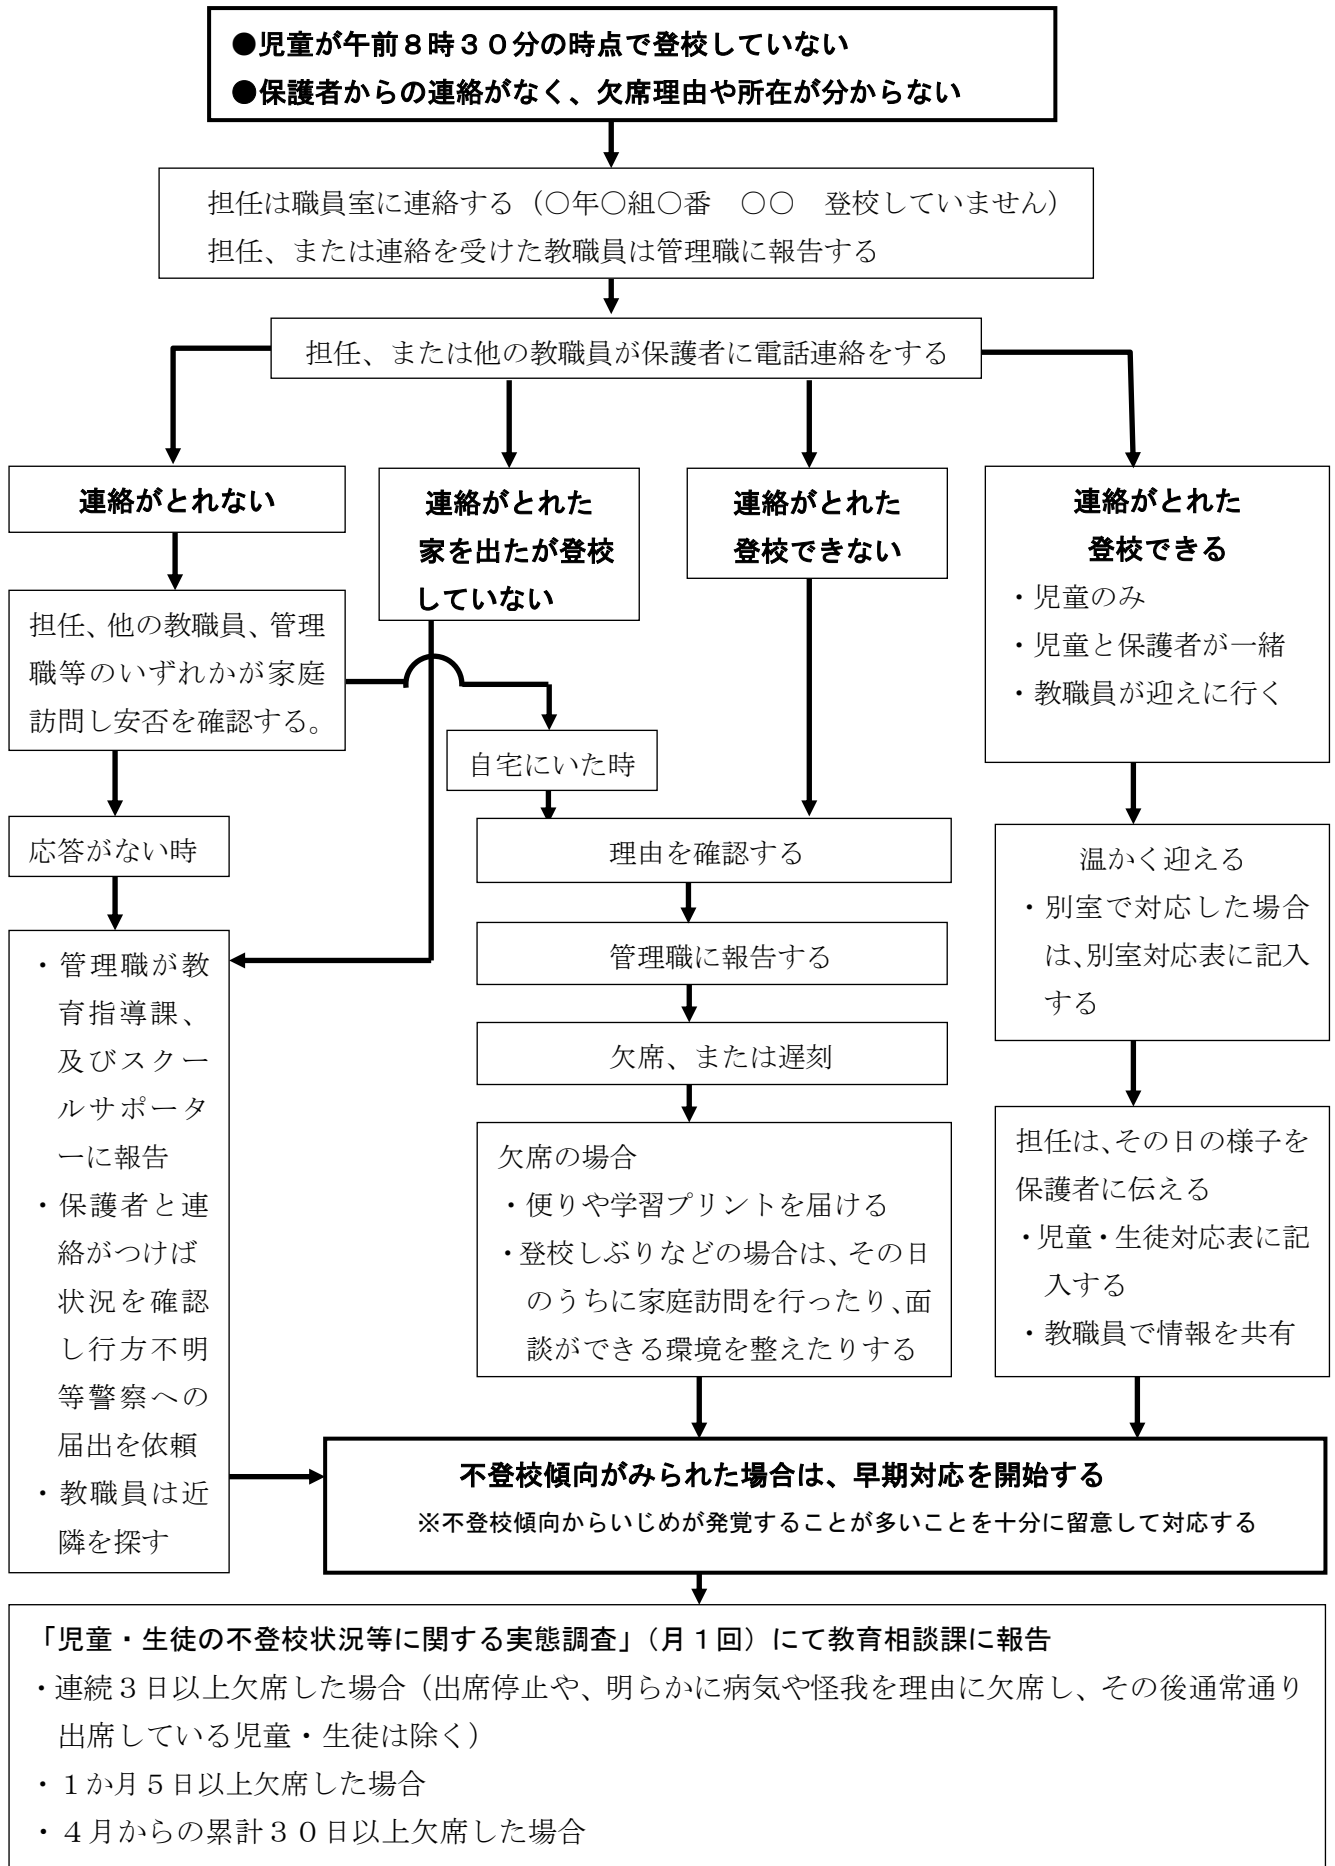 ●児童が午前８時３０分の時点で登校していない
●保護者からの連絡がなく、欠席理由や所在が分からない
担任は職員室に連絡する（○年○組○番　○○　登校していません）
担任、または連絡を受けた教職員は管理職に報告する
担任、または他の教職員が保護者に電話連絡をする
連絡がとれない
連絡がとれた
家を出たが登校
していない
連絡がとれた
登校できない
連絡がとれた
登校できる
・児童のみ
・児童と保護者が一緒
・教職員が迎えに行く
担任、他の教職員、管理
職等のいずれかが家庭
訪問し安否を確認する。
自宅にいた時
応答がない時
理由を確認する
温かく迎える
・別室で対応した場合
は、別室対応表に記入
する
管理職に報告する
・管理職が教
育指導課、
及びスクー
ルサポータ
ーに報告
・保護者と連
絡がつけば
状況を確認
し行方不明
等警察への
届出を依頼
・教職員は近
隣を探す
欠席、または遅刻
欠席の場合
・便りや学習プリントを届ける
・登校しぶりなどの場合は、その日
のうちに家庭訪問を行ったり、面
談ができる環境を整えたりする
担任は、その日の様子を
保護者に伝える
・児童・生徒対応表に記
入する
・教職員で情報を共有
不登校傾向がみられた場合は、早期対応を開始する
※不登校傾向からいじめが発覚することが多いことを十分に留意して対応する
「児童・生徒の不登校状況等に関する実態調査」（月１回）にて教育相談課に報告
・連続３日以上欠席した場合（出席停止や、明らかに病気や怪我を理由に欠席し、その後通常通り
出席している児童・生徒は除く）
・１か月５日以上欠席した場合
・４月からの累計３０日以上欠席した場合